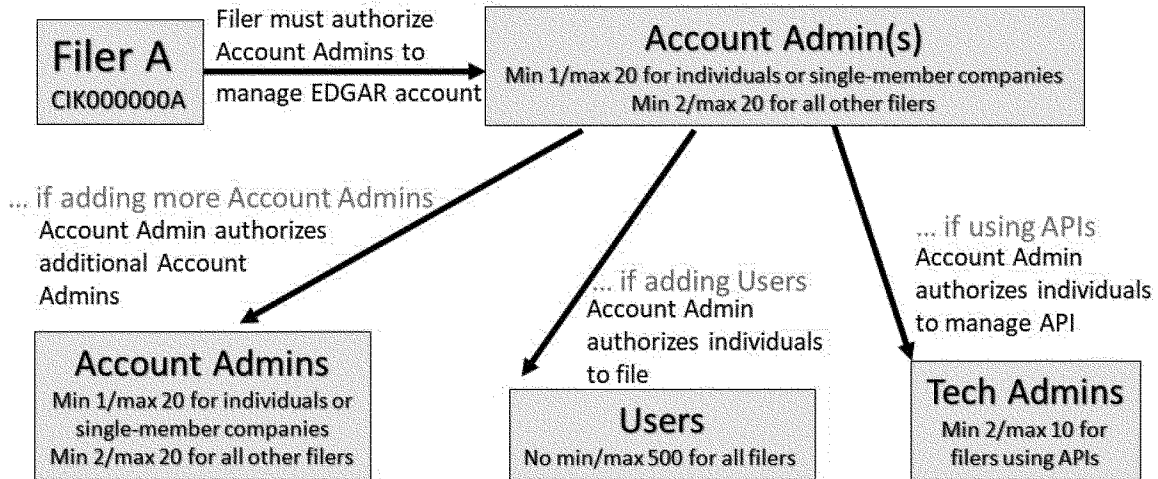 Filer A
CIK000000A
Filer must authorize
Account Admins to
manage EDGAR account
Account Admin(s)
Min 1/max 20 for individuals or single-member companies
Min 2/max 20 for all other filers
... if adding more Account Admins
Account Admin authorizes
additional Account
Admins
... if adding Users
Account Admin
authorizes individuals
to file
... if using APIs
Account Admin
authorizes individuals
to manage API
Account Admins
Min 1/max 20 for individuals or
single-member companies
Min 2/max 20 for all other filers
Users
No min/max 500 for all filers
Tech Admins
Min 2/max 10 for
filers using APIs